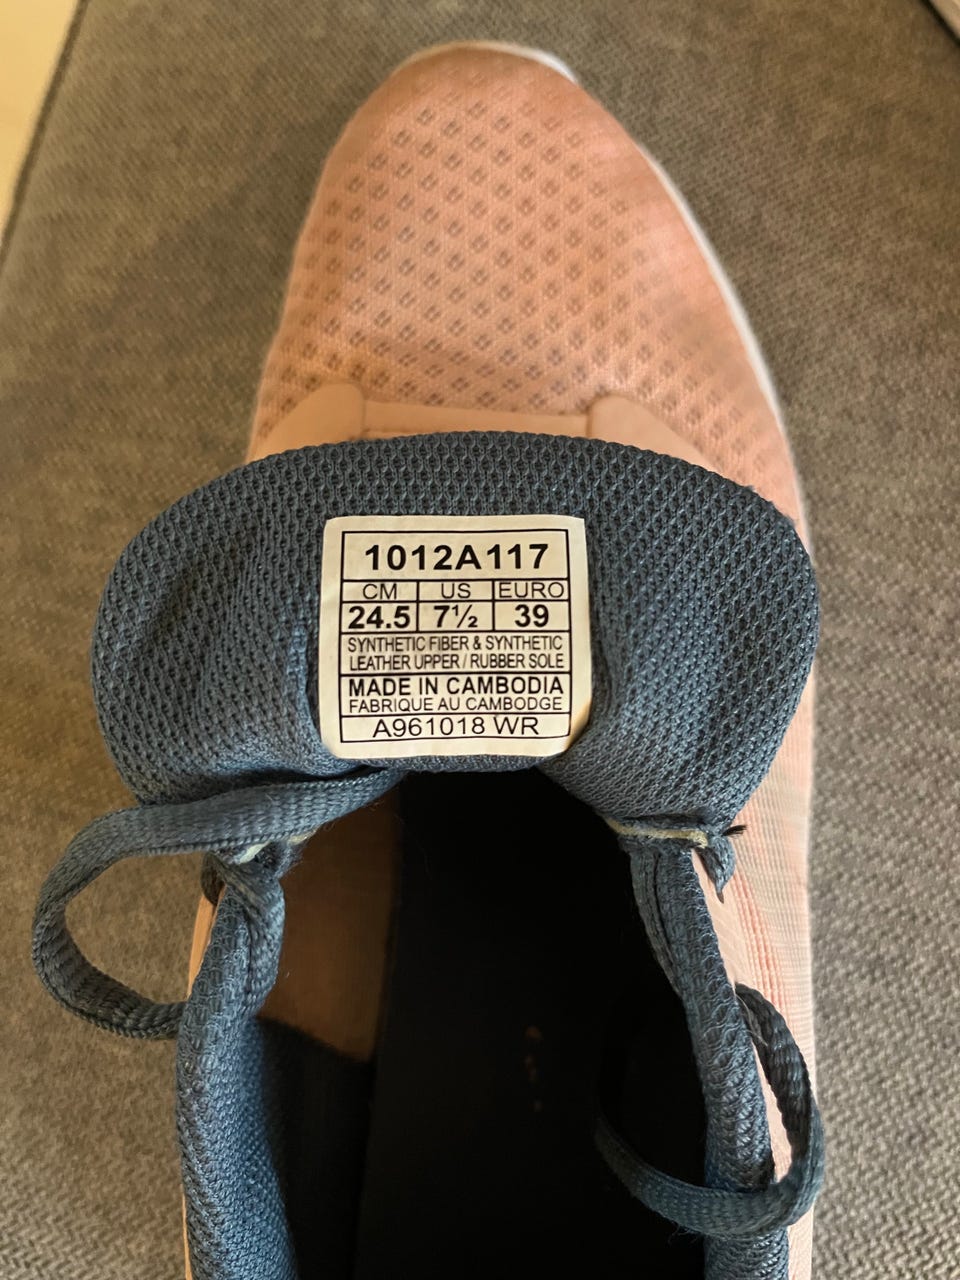 1012A117
CM US EURO
24.5 7½ 39
SYNTHETIC FIBER & SYNTHETIC
LEATHER UPPER / RUBBER SOLE
MADE IN CAMBODIA
FABRIQUE AU CAMBODGE
A961018 WR